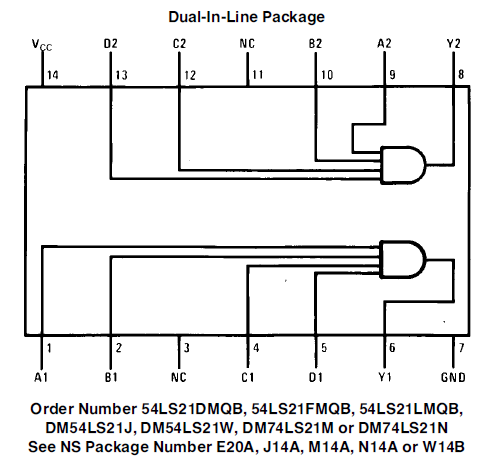 Dual-In-Line Package
VCC D2 C2 NC B2 A2 Y2
14 13 12 11 10 9 8
1 2 3 4 5 6 7
A1 B1 NC C1 D1 Y1 GND
Order Number 54LS21DMQB, 54LS21FMQB, 54LS21LMQB,
DM54LS21J, DM54LS21W, DM74LS21M or DM74LS21N
See NS Package Number E20A, J14A, M14A, N14A or W14B